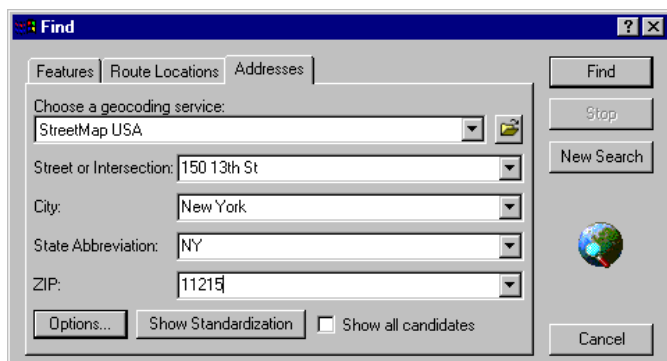 Find
Features Route Locations Addresses
Find
Choose a geocoding service:
StreetMap USA
Stop
Street or Intersection: 150 13th St
New Search
City: New York
State Abbreviation: NY
ZIP: 11215
Options... Show Standardization Show all candidates
Cancel